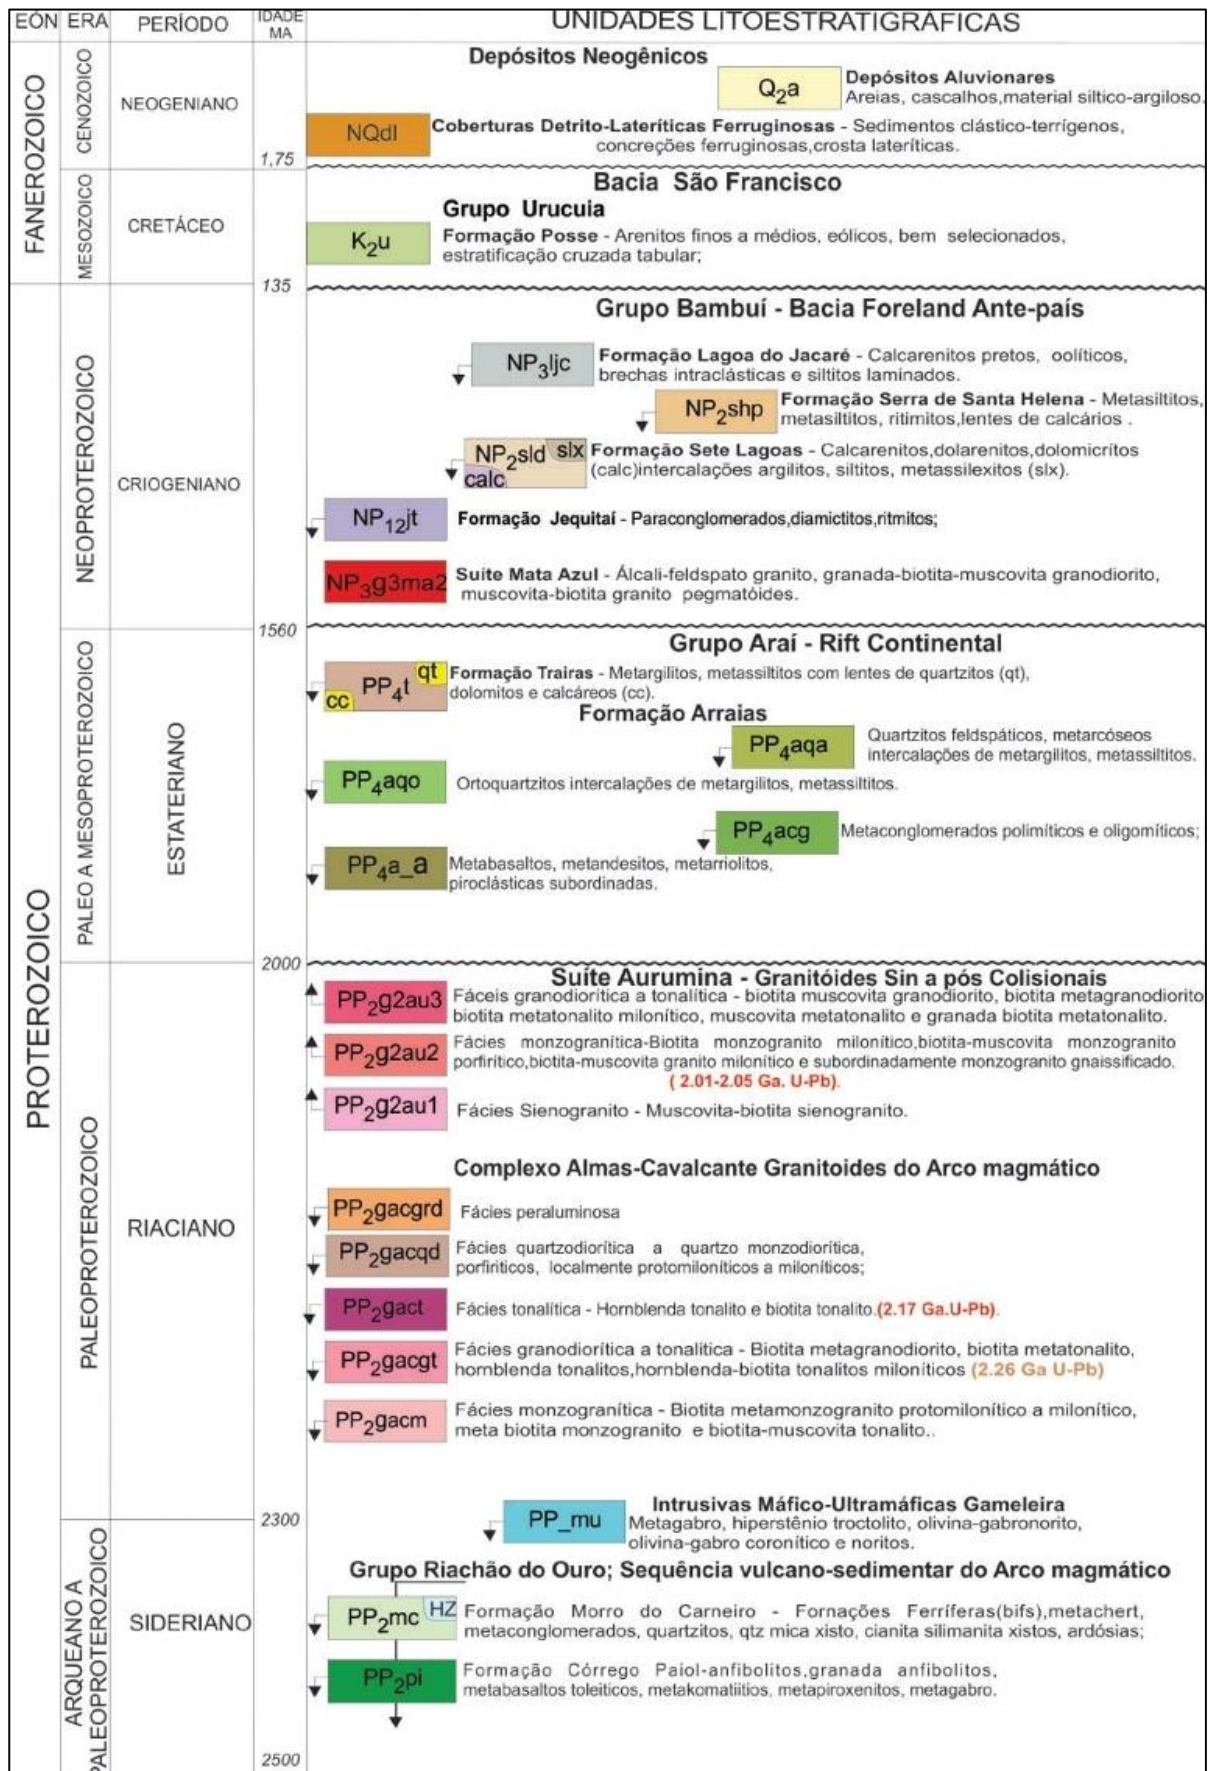 EÓN ERA PERÍODO IDADE MA UNIDADES LITOESTRATIGRÁFICAS
FANEROZOICO
CENOZOICO
NEOGENIANO
Depósitos Neogênicos
Q2a
Depósitos Aluvionares
Areias, cascalhos,material siltico-argiloso.
NQdl
Coberturas Detrito-Lateríticas Ferruginosas - Sedimentos clástico-terrígenos,
concreções ferruginosas,crosta lateríticas.
1,75
MESOZOICO
CRETÁCEO
Bacia São Francisco
Grupo Urucuia
K2u
Formação Posse - Arenitos finos a médios, eólicos, bem selecionados,
estratificação cruzada tabular;
135
PROTEROZOICO
NEOPROTEROZOICO
CRIOGENIANO
Grupo Bambuí - Bacia Foreland Ante-país
NP3ljc
Formação Lagoa do Jacaré - Calcarenitos pretos, oolíticos,
brechas intraclásticas e siltitos laminados.
NP2shp
Formação Serra de Santa Helena - Metasiltitos,
metasiltitos, ritimitos,lentes de calcários .
NP2sld slx
calc
Formação Sete Lagoas - Calcarenitos,dolarenitos,dolomicrítos
(calc)intercalações argilitos, siltitos, metassilexitos (slx).
NP12jt
Formação Jequitaí - Paraconglomerados,diamictitos,ritmitos;
NP3g3ma2
Suíte Mata Azul - Álcali-feldspato granito, granada-biotita-muscovita granodiorito,
muscovita-biotita granito pegmatóides.
1560
PALEO A MESOPROTEROZOICO
ESTATERIANO
Grupo Araí - Rift Continental
PP4t qt
cc
Formação Trairas - Metargilitos, metassiltitos com lentes de quartzitos (qt),
dolomitos e calcáreos (cc).
Formação Arraias
PP4aqa
Quartzitos feldspáticos, metarcóseos
intercalações de metargilitos, metassiltitos.
PP4aqo
Ortoquartzitos intercalações de metargilitos, metassiltitos.
PP4acg
Metaconglomerados polimíticos e oligomíticos;
PP4a_a
Metabasaltos, metandesitos, metarriolitos,
piroclásticas subordinadas.
2000
PALEOPROTEROZOICO
RIACIANO
Suíte Aurumina - Granitóides Sin a pós Colisionais
PP2g2au3
Fáceis granodiorítica a tonalítica - biotita muscovita granodiorito, biotita metagranodiorito
biotita metatonalito milonítico, muscovita metatonalito e granada biotita metatonalito.
PP2g2au2
Fácies monzogranítica-Biotita monzogranito milonítico,biotita-muscovita monzogranito
porfirítico,biotita-muscovita granito milonítico e subordinadamente monzogranito gnaissificado.
( 2.01-2.05 Ga. U-Pb).
PP2g2au1
Fácies Sienogranito - Muscovita-biotita sienogranito.
Complexo Almas-Cavalcante Granitoides do Arco magmático
PP2gacgrd
Fácies peraluminosa
PP2gacqd
Fácies quartzodiorítica a quartzo monzodiorítica,
porfiriticos, localmente protomiloníticos a miloníticos;
PP2gact
Fácies tonalítica - Hornblenda tonalito e biotita tonalito.(2.17 Ga.U-Pb).
PP2gacgt
Fácies granodiorítica a tonalitica - Biotita metagranodiorito, biotita metatonalito,
hornblenda tonalitos,hornblenda-biotita tonalitos miloníticos (2.26 Ga U-Pb)
PP2gacm
Fácies monzogranítica - Biotita metamonzogranito protomilonítico a milonítico,
meta biotita monzogranito e biotita-muscovita tonalito..
2300
ARQUEANO A PALEOPROTEROZOICO
SIDERIANO
PP_mu
Intrusivas Máfico-Ultramáficas Gameleira
Metagabro, hiperstênio troctolito, olivina-gabronorito,
olivina-gabro coronítico e noritos.
Grupo Riachão do Ouro; Sequência vulcano-sedimentar do Arco magmático
PP2mc HZ
Formação Morro do Carneiro - Fornações Ferríferas(bifs),metachert,
metaconglomerados, quartzitos, qtz mica xisto, cianita silimanita xistos, ardósias;
PP2pi
Formação Córrego Paiol-anfibolitos,granada anfibolitos,
metabasaltos toleiticos, metakomatiitios, metapiroxenitos, metagabro.
2500